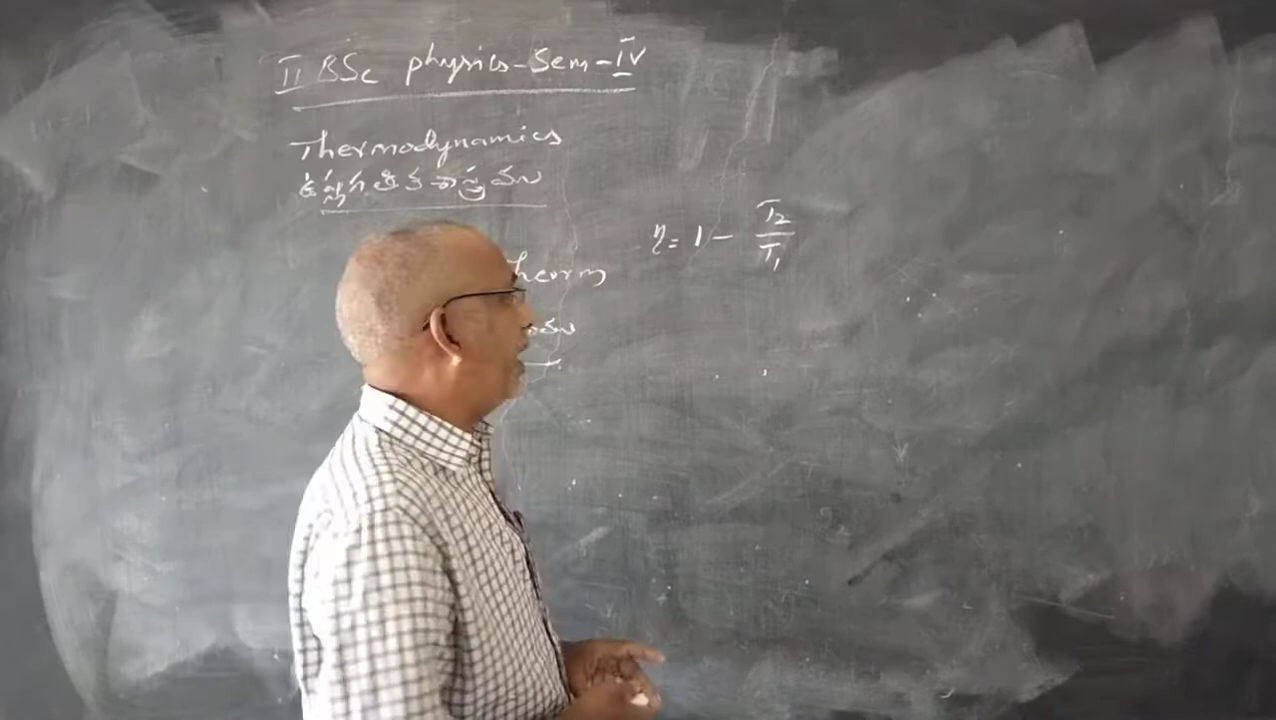 II BSc physics-Sem-IV
Thermodynamics
ఉష్ణగతిక శాస్త్రము
η = 1 - T₂/T₁